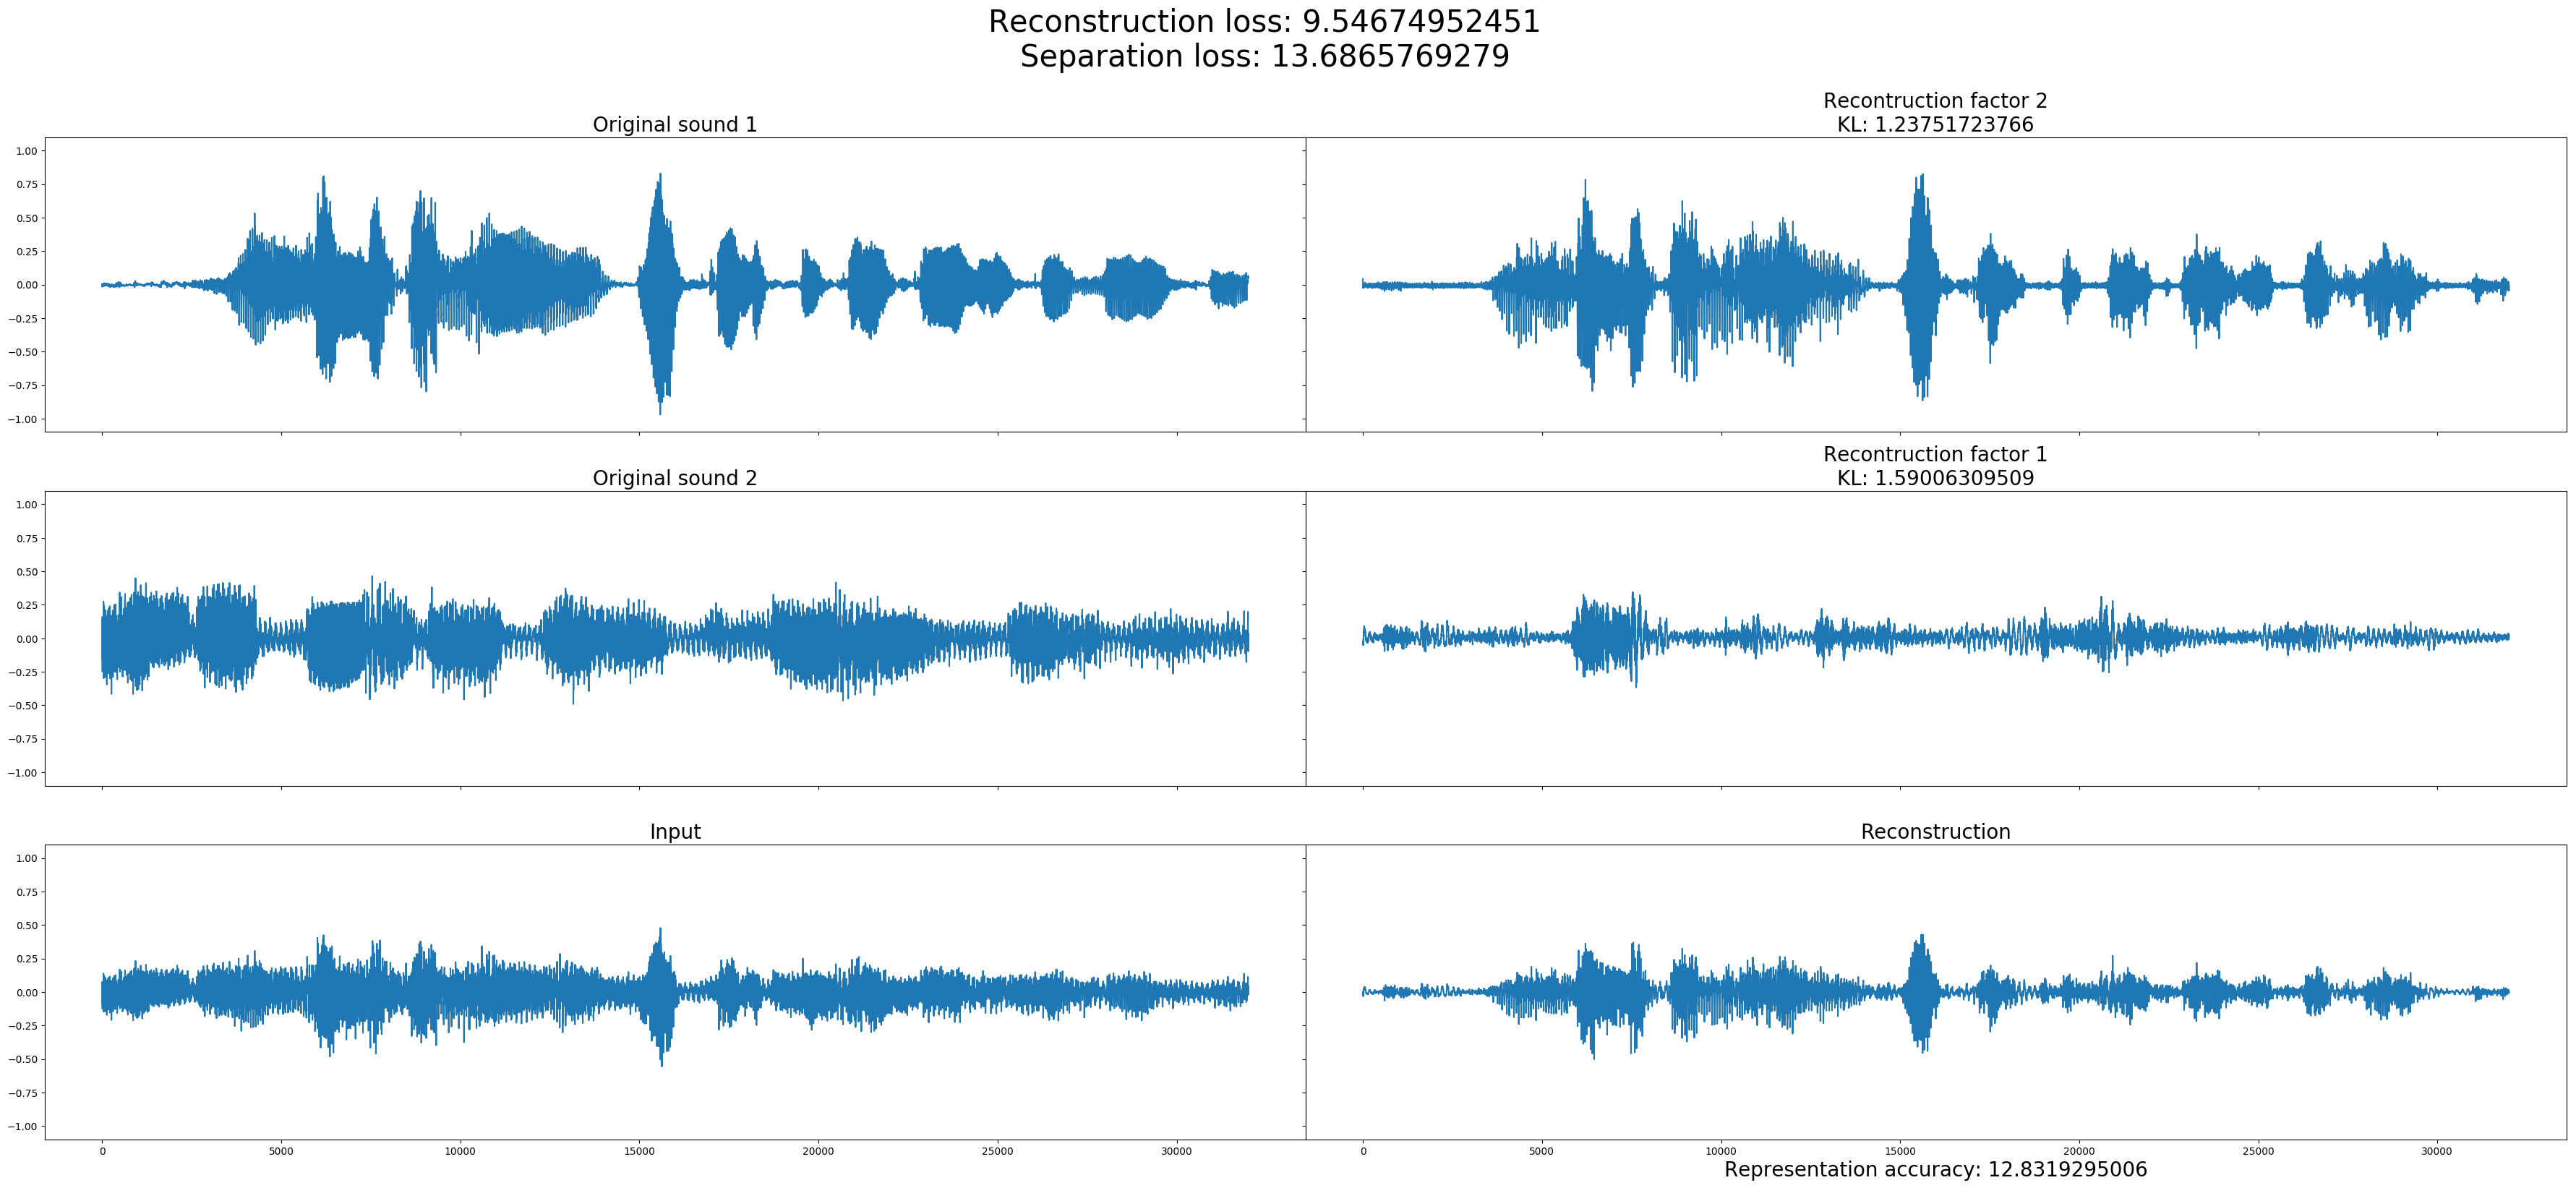 Reconstruction loss: 9.54674952451
Separation loss: 13.6865769279
Original sound 1
1.00
0.75
0.50
0.25
0.00
−0.25
−0.50
−0.75
−1.00
Recontruction factor 2
KL: 1.23751723766
Original sound 2
1.00
0.75
0.50
0.25
0.00
−0.25
−0.50
−0.75
−1.00
Recontruction factor 1
KL: 1.59006309509
Input
1.00
0.75
0.50
0.25
0.00
−0.25
−0.50
−0.75
−1.00
0 5000 10000 15000 20000 25000 30000
Reconstruction
0 5000 10000 15000 20000 25000 30000
Representation accuracy: 12.8319295006